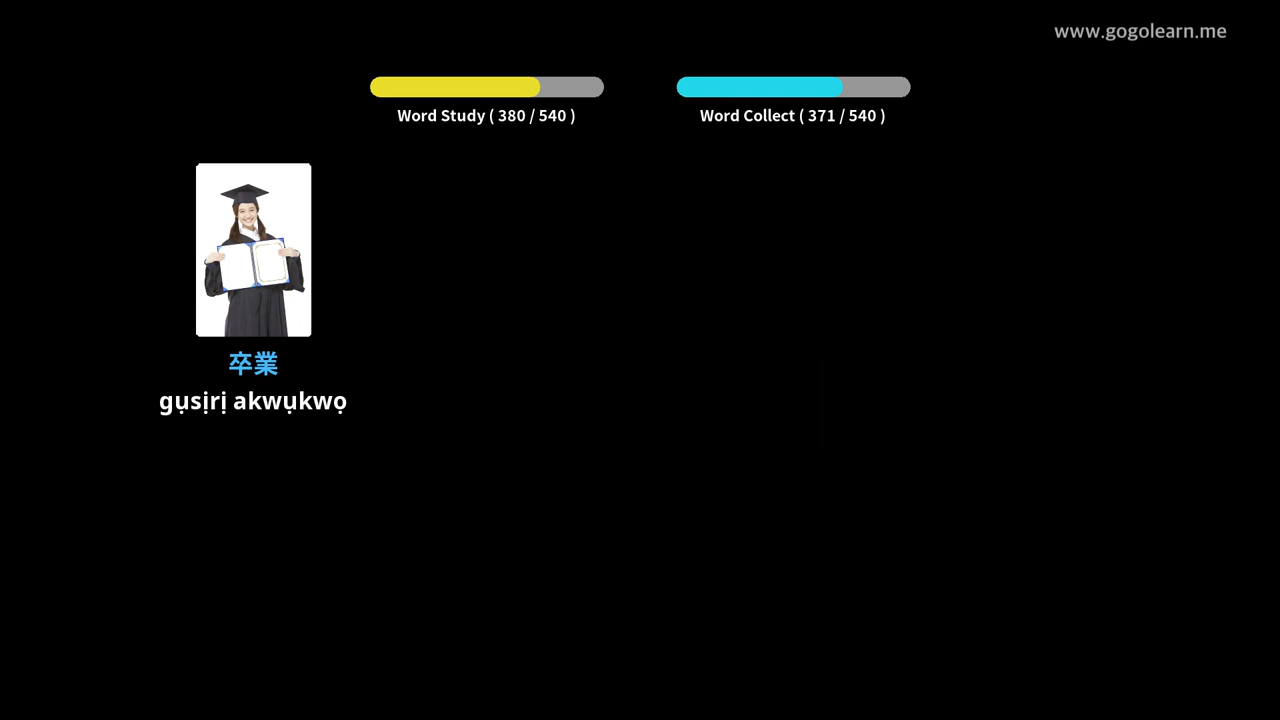 www.gogolearn.me
Word Study ( 380 / 540 )
Word Collect ( 371 / 540 )
卒業
gụsịrị akwụkwọ